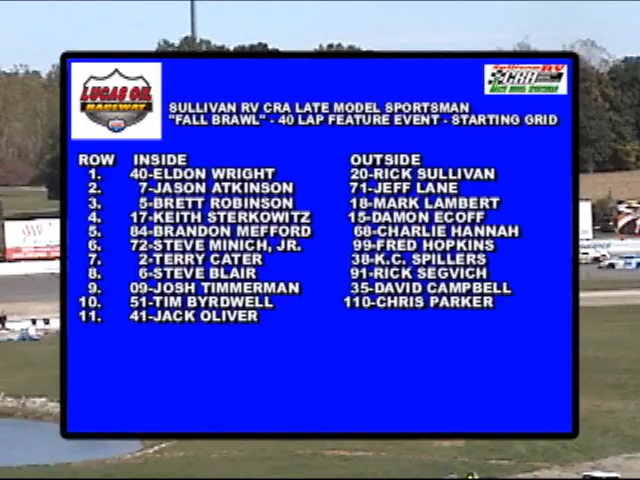 LUCAS OIL
RACEWAY
Sullivan RV
CRA
SULLIVAN RV CRA LATE MODEL SPORTSMAN
"FALL BRAWL" - 40 LAP FEATURE EVENT - STARTING GRID
ROW INSIDE OUTSIDE
1. 40-ELDON WRIGHT 20-RICK SULLIVAN
2. 7-JASON ATKINSON 71-JEFF LANE
3. 5-BRETT ROBINSON 18-MARK LAMBERT
4. 17-KEITH STERKOWITZ 15-DAMON ECOFF
5. 84-BRANDON MEFFORD 68-CHARLIE HANNAH
6. 72-STEVE MINICH, JR. 99-FRED HOPKINS
7. 2-TERRY CATER 38-K.C. SPILLERS
8. 6-STEVE BLAIR 91-RICK SEGVICH
9. 09-JOSH TIMMERMAN 35-DAVID CAMPBELL
10. 51-TIM BYRDWELL 110-CHRIS PARKER
11. 41-JACK OLIVER